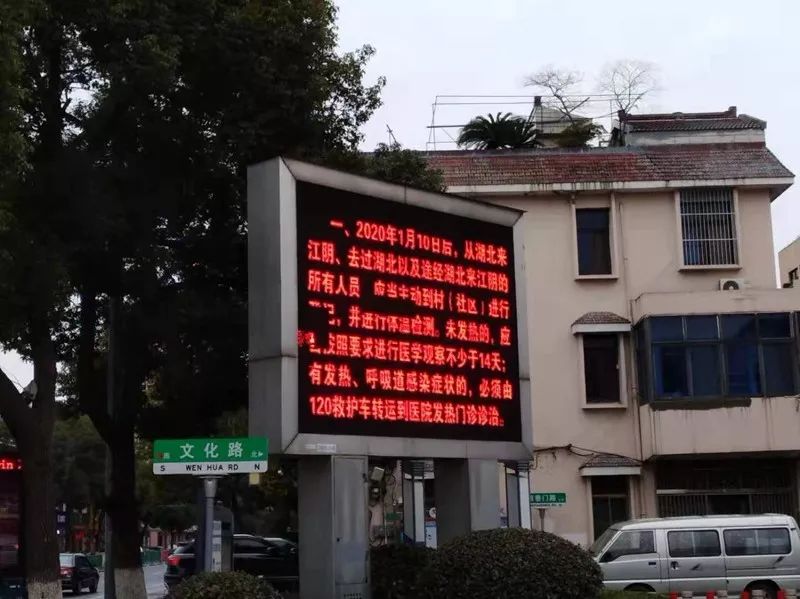 一、2020年1月10日后，从湖北来
江阴、去过湖北以及途经湖北来江阴的
所有人员，应当主动到村（社区）进行
登记，并进行体温检测。未发热的，应
当按照要求进行医学观察不少于14天；
有发热、呼吸道感染症状的，必须由
120救护车转运到医院发热门诊诊治。
南 文化路 北
S WEN HUA RD N